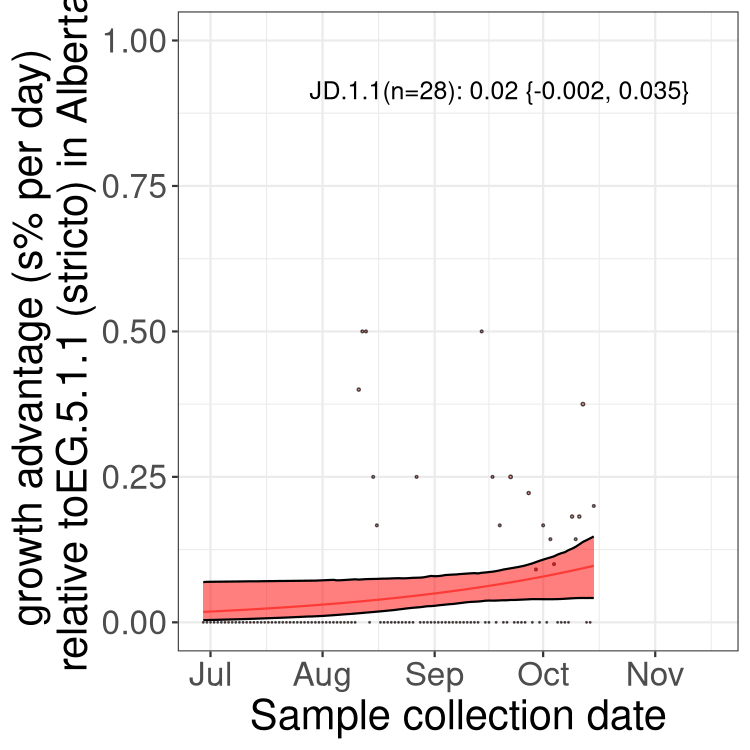 growth advantage (s% per day)
relative toEG.5.1.1 (stricto) in Alberta
1.00
0.75
0.50
0.25
0.00
JD.1.1(n=28): 0.02 {-0.002, 0.035}
Jul Aug Sep Oct Nov
Sample collection date